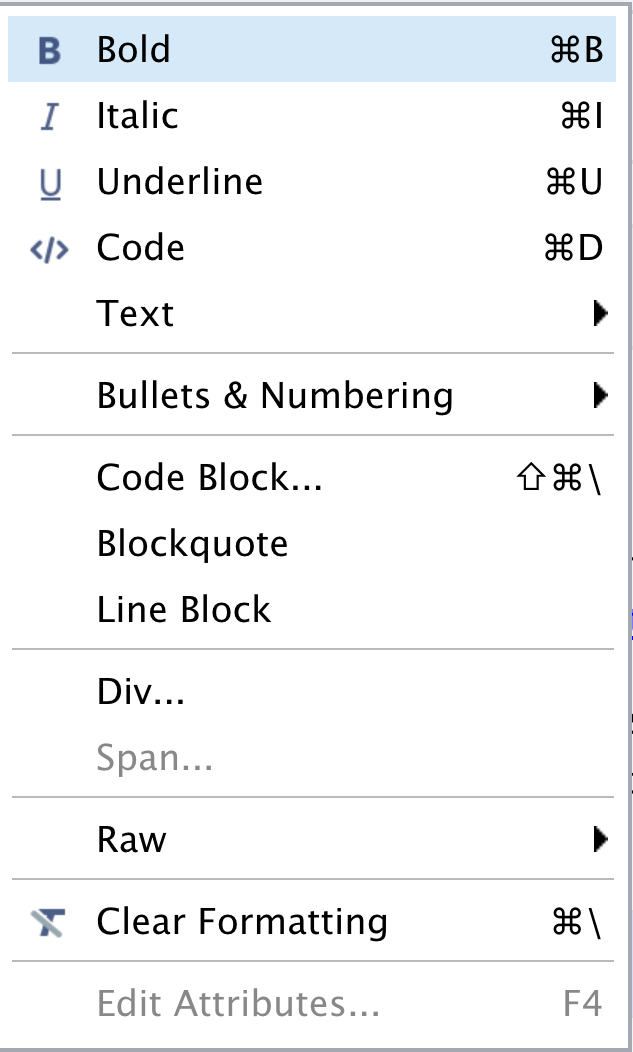 B Bold ⌘B
I Italic ⌘I
U Underline ⌘U
</> Code ⌘D
Text
Bullets & Numbering
Code Block... ⇧⌘\
Blockquote
Line Block
Div...
Span...
Raw
Clear Formatting ⌘\
Edit Attributes... F4